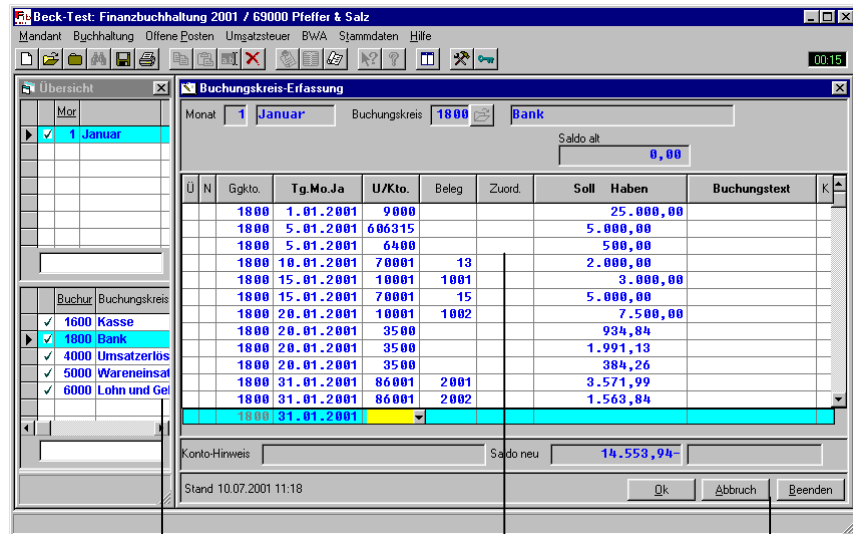 Beck-Test: Finanzbuchhaltung 2001 / 69000 Pfeffer & Salz
Mandant Buchhaltung Offene Posten Umsatzsteuer BWA Stammdaten Hilfe
00:15
Übersicht
Mor
1 Januar
Buchur Buchungskreis
1600 Kasse
1800 Bank
4000 Umsatzerlös
5000 Wareneinsat
6000 Lohn und Gel
Buchungskreis-Erfassung
Monat 1 Januar Buchungskreis 1800 Bank
Saldo alt
0,00
Ü N Ggkto. Tg.Mo.Ja U/Kto. Beleg Zuord. Soll Haben Buchungstext K
1800 1.01.2001 9000 25.000,00
1800 5.01.2001 606315 5.000,00
1800 5.01.2001 6400 500,00
1800 10.01.2001 70001 13 2.000,00
1800 15.01.2001 10001 1001 3.000,00
1800 15.01.2001 70001 15 5.000,00
1800 20.01.2001 10001 1002 7.500,00
1800 20.01.2001 3500 934,84
1800 20.01.2001 3500 1.991,13
1800 20.01.2001 3500 384,26
1800 31.01.2001 86001 2001 3.571,99
1800 31.01.2001 86001 2002 1.563,84
1800 31.01.2001
Konto-Hinweis Saldo neu 14.553,94-
Stand 10.07.2001 11:18 Ok Abbruch Beenden